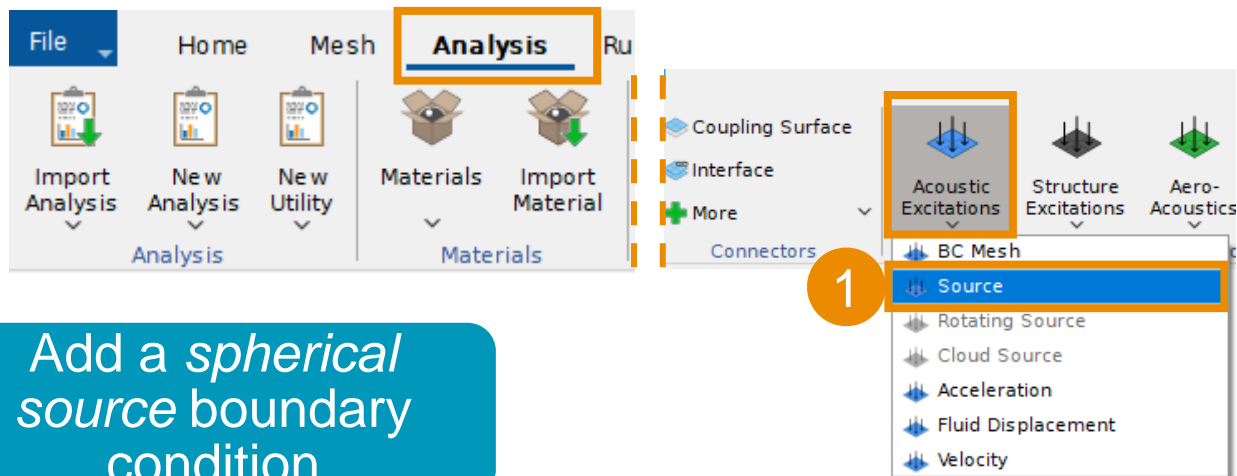 File Home Mesh Analysis Ru
Import Analysis
New Analysis
New Utility
Materials
Import Material
Analysis
Materials
Coupling Surface
Interface
More
Connectors
Acoustic Excitations
Structure Excitations
Aero-Acoustics
BC Mesh
1
Source
Rotating Source
Cloud Source
Acceleration
Fluid Displacement
Velocity
Add a spherical
source boundary
condition